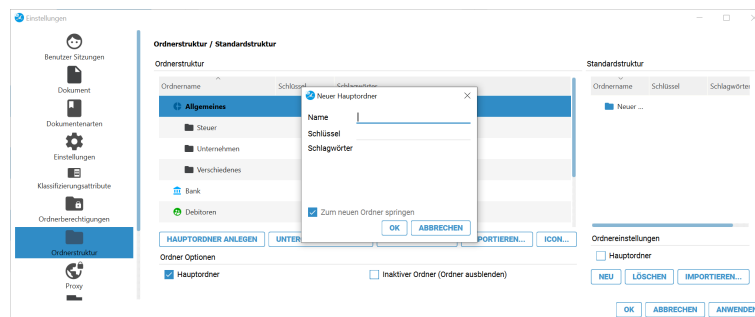 Einstellungen
Benutzer Sitzungen
Dokument
Dokumentenarten
Einstellungen
Klassifizierungsattribute
Ordnerberechtigungen
Ordnerstruktur
Proxy
Ordnerstruktur / Standardstruktur
Ordnerstruktur
Ordnername Schlüssel Schlagwörter
Allgemeines
Steuer
Unternehmen
Verschiedenes
Bank
Debitoren
HAUPTORDNER ANLEGEN
ICON...
Ordner Optionen
Hauptordner
Inaktiver Ordner (Ordner ausblenden)
Neuer Hauptordner
Name
Schlüssel
Schlagwörter
Zum neuen Ordner springen
OK ABBRECHEN
Standardstruktur
Ordnername Schlüssel Schlagwörter
Neuer ...
Ordnereinstellungen
Hauptordner
NEU LÖSCHEN IMPORTIEREN...
OK ABBRECHEN ANWENDEN